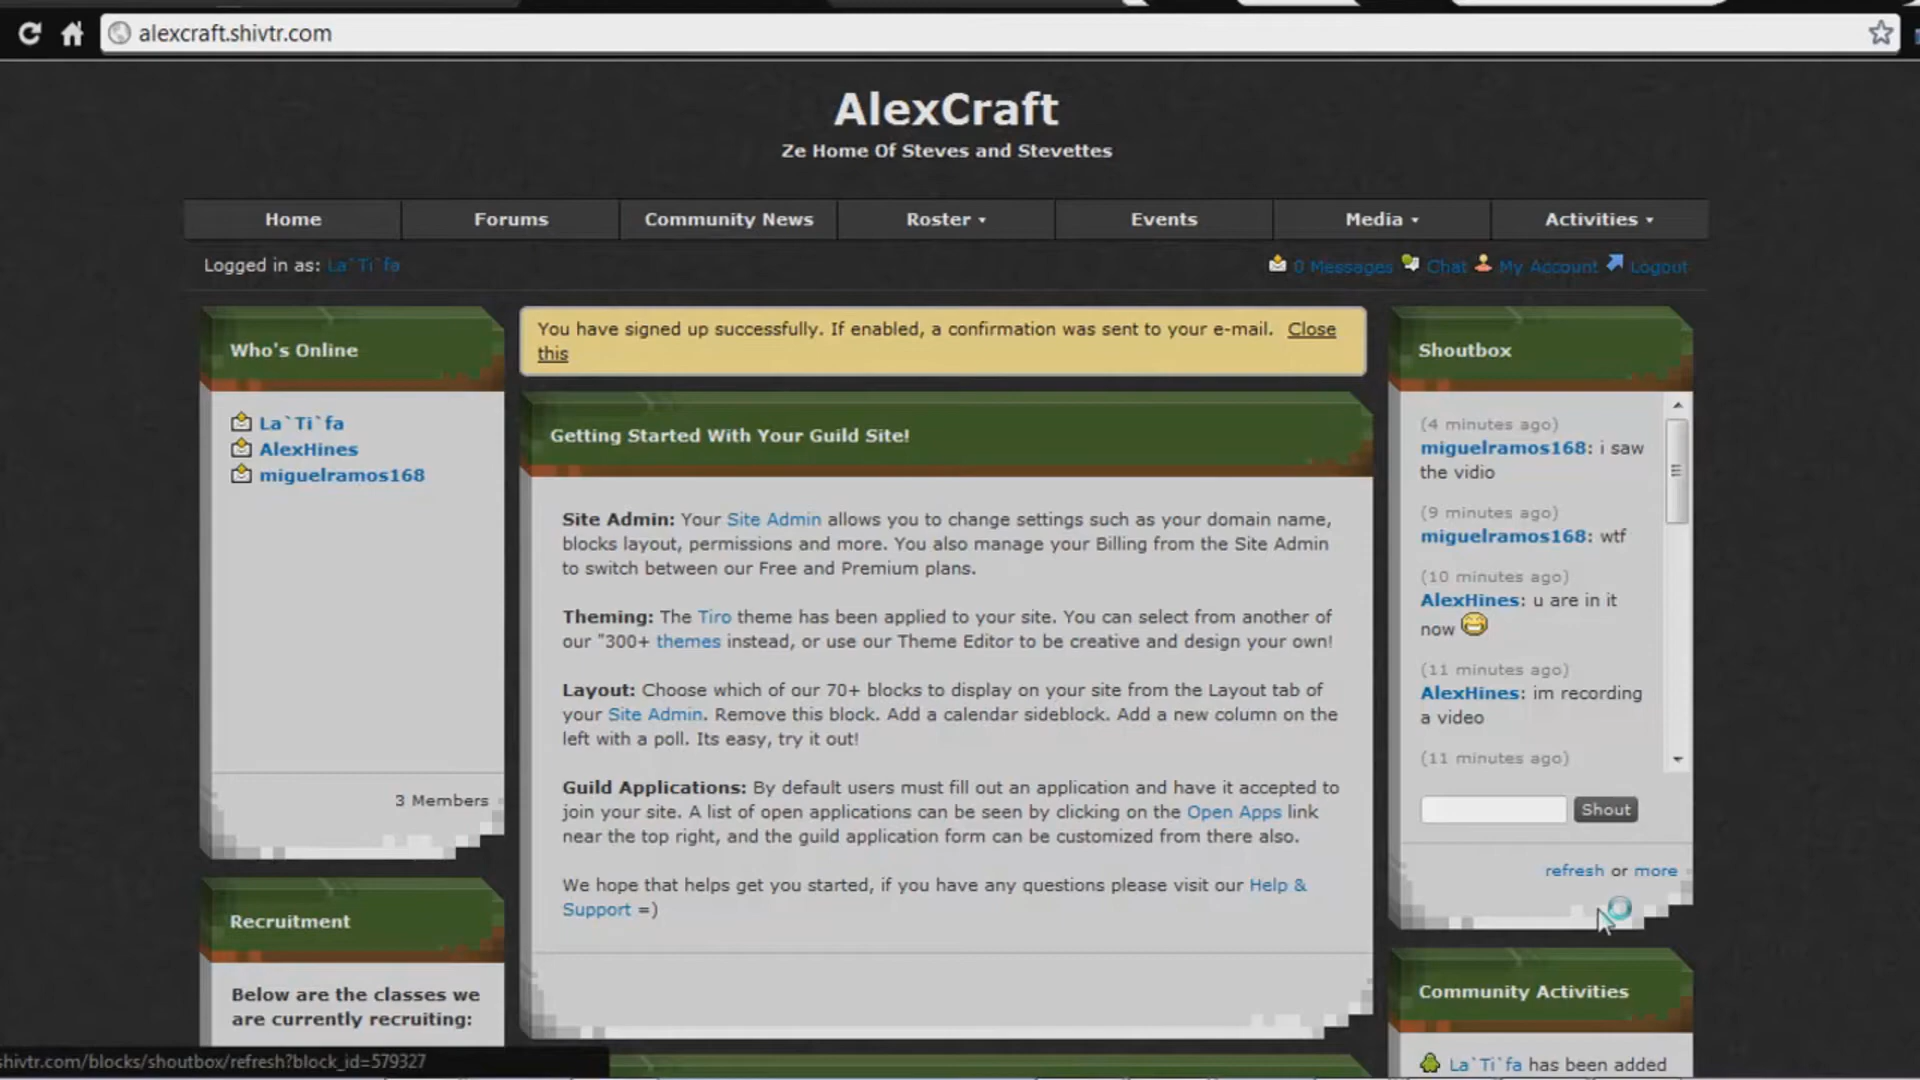 alexcraft.shivtr.com
AlexCraft
Ze Home Of Steves and Stevettes
Home
Forums
Community News
Roster
Events
Media
Activities
Logged in as: La`Ti`fa
0 Messages
Chat
My Account
Logout
Who's Online
La`Ti`fa
AlexHines
miguelramos168
3 Members
Recruitment
Below are the classes we
are currently recruiting:
You have signed up successfully. If enabled, a confirmation was sent to your e-mail. Close
this
Getting Started With Your Guild Site!
Site Admin: Your Site Admin allows you to change settings such as your domain name,
blocks layout, permissions and more. You also manage your Billing from the Site Admin
to switch between our Free and Premium plans.
Theming: The Tiro theme has been applied to your site. You can select from another of
our "300+ themes instead, or use our Theme Editor to be creative and design your own!
Layout: Choose which of our 70+ blocks to display on your site from the Layout tab of
your Site Admin. Remove this block. Add a calendar sideblock. Add a new column on the
left with a poll. Its easy, try it out!
Guild Applications: By default users must fill out an application and have it accepted to
join your site. A list of open applications can be seen by clicking on the Open Apps link
near the top right, and the guild application form can be customized from there also.
We hope that helps get you started, if you have any questions please visit our Help &
Support =)
Shoutbox
(4 minutes ago)
miguelramos168: i saw
the vidio
(9 minutes ago)
miguelramos168: wtf
(10 minutes ago)
AlexHines: u are in it
now
(11 minutes ago)
AlexHines: im recording
a video
(11 minutes ago)
Shout
refresh or more
Community Activities
La`Ti`fa has been added
shivtr.com/blocks/shoutbox/refresh?block_id=579327